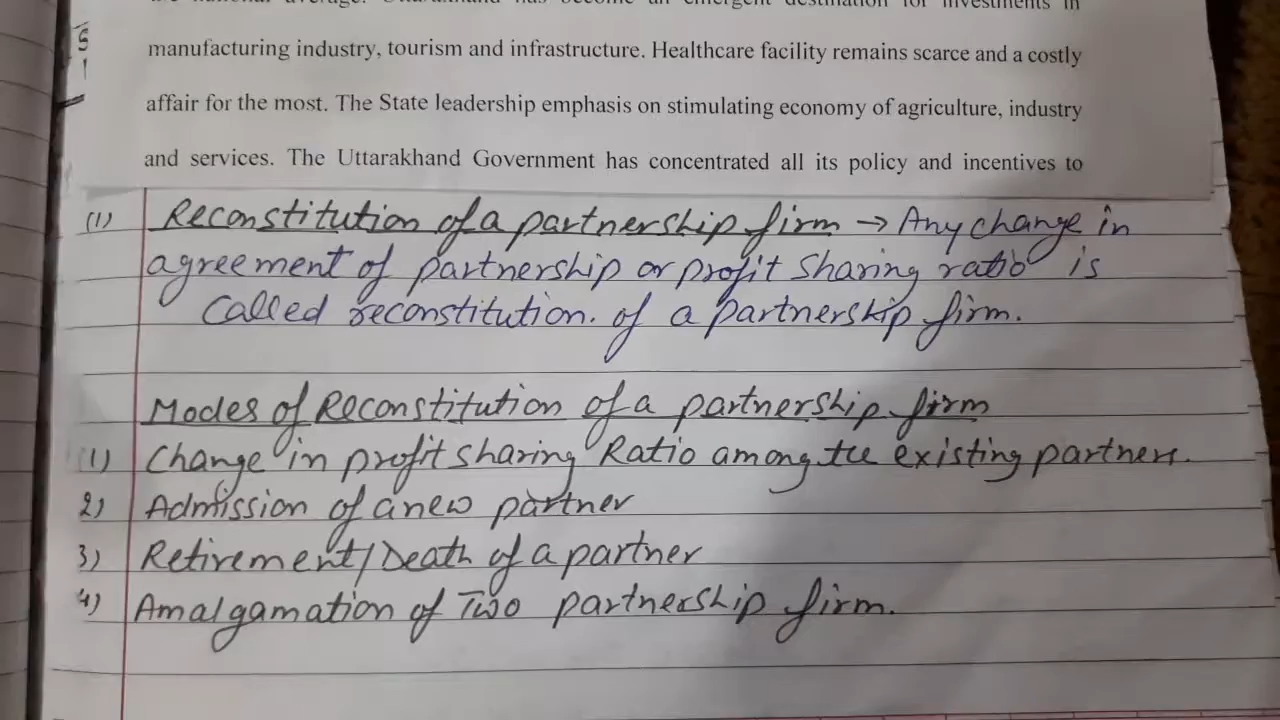 manufacturing industry, tourism and infrastructure. Healthcare facility remains scarce and a costly
affair for the most. The State leadership emphasis on stimulating economy of agriculture, industry
and services. The Uttarakhand Government has concentrated all its policy and incentives to
(1) Reconstitution of a partnership firm → Any change in
agreement of partnership or profit sharing ratio is
called reconstitution. of a partnership firm.
Modes of Reconstitution of a partnership firm
(1) Change in profit sharing Ratio among the existing partners.
2) Admission of a new partner
3) Retirement/Death of a partner
4) Amalgamation of Two partnership firm.